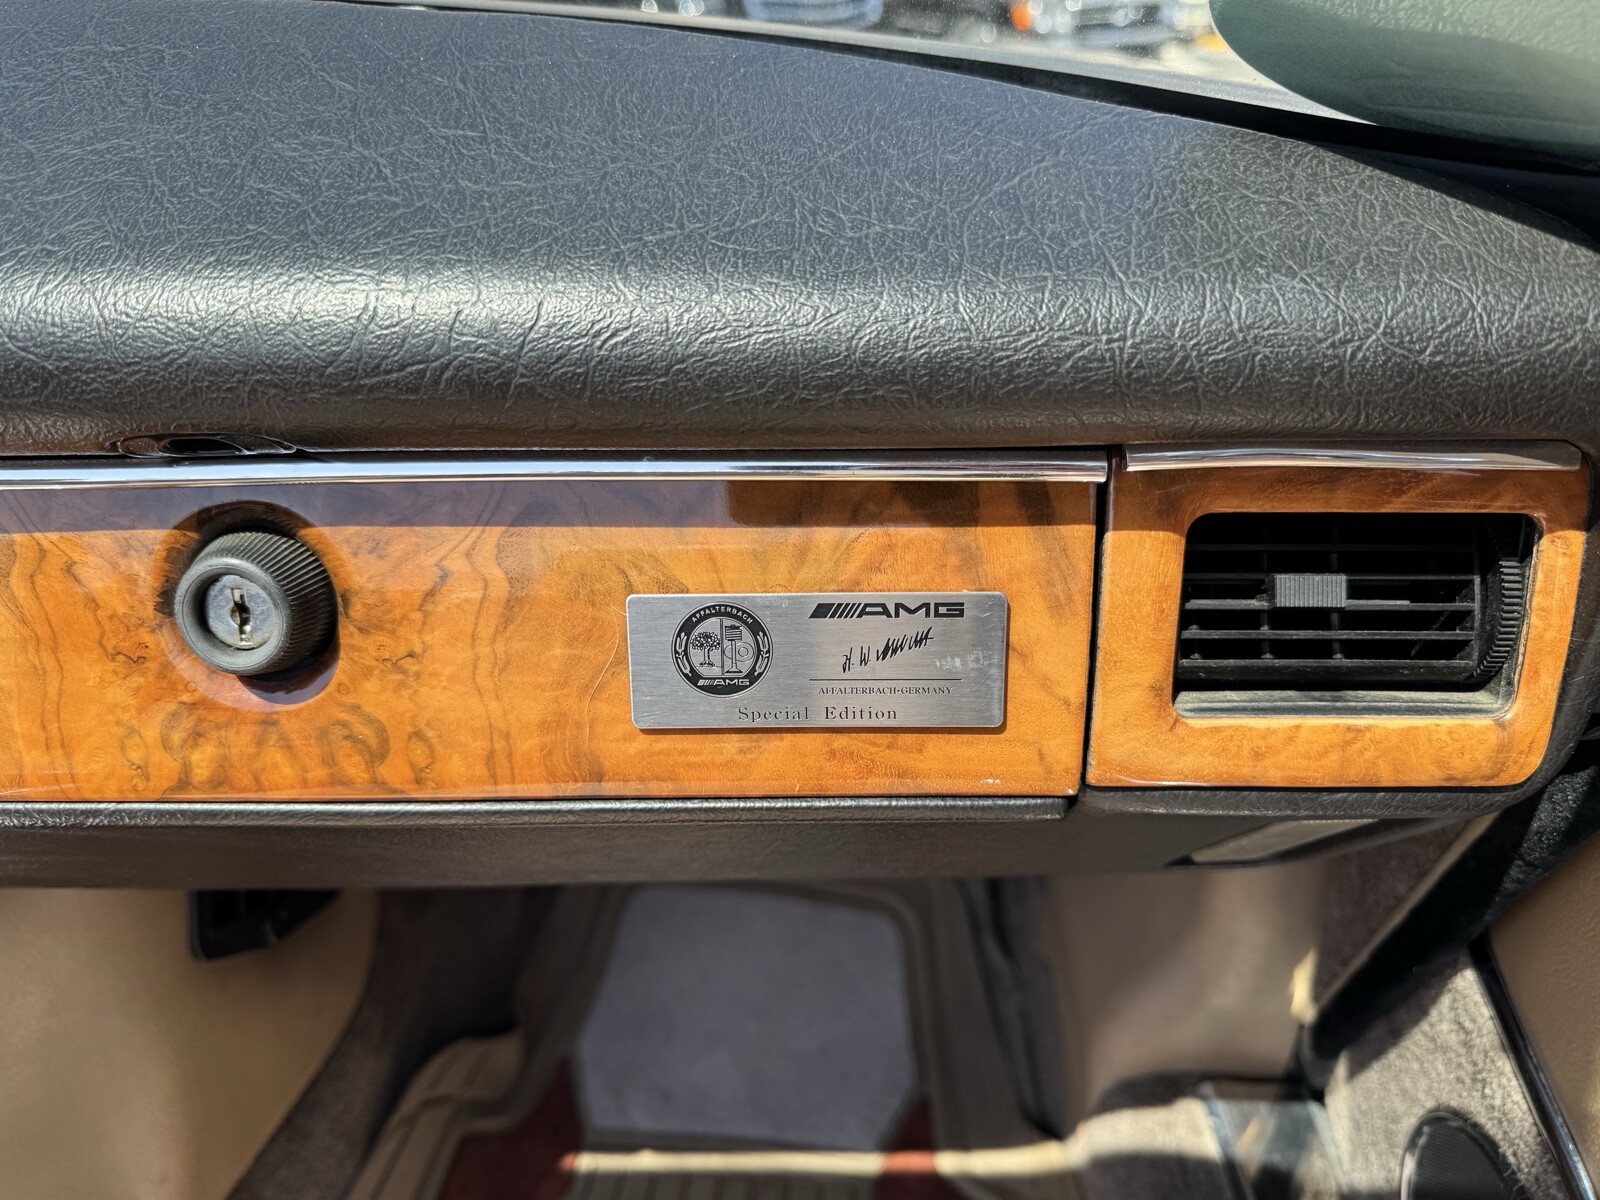 AFFALTERBACH
AMG
AMG
AFFALTERBACH·GERMANY
Special Edition